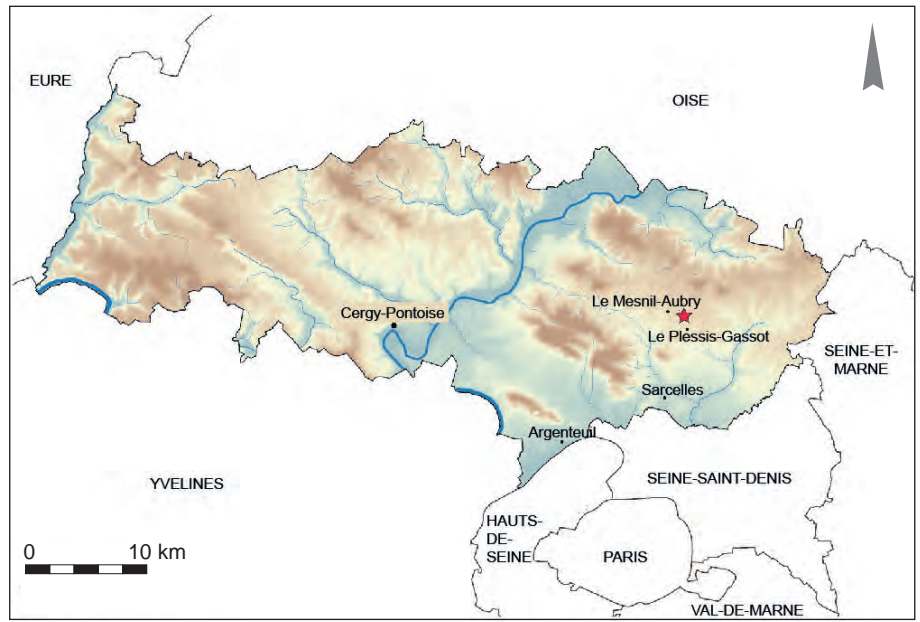 EURE
OISE
Le Mesnil-Aubry
Cergy-Pontoise
Le Plessis-Gassot
SEINE-ET-
MARNE
Sarcelles
Argenteuil
YVELINES
SEINE-SAINT-DENIS
HAUTS-
DE-
SEINE
PARIS
0 10 km
VAL-DE-MARNE